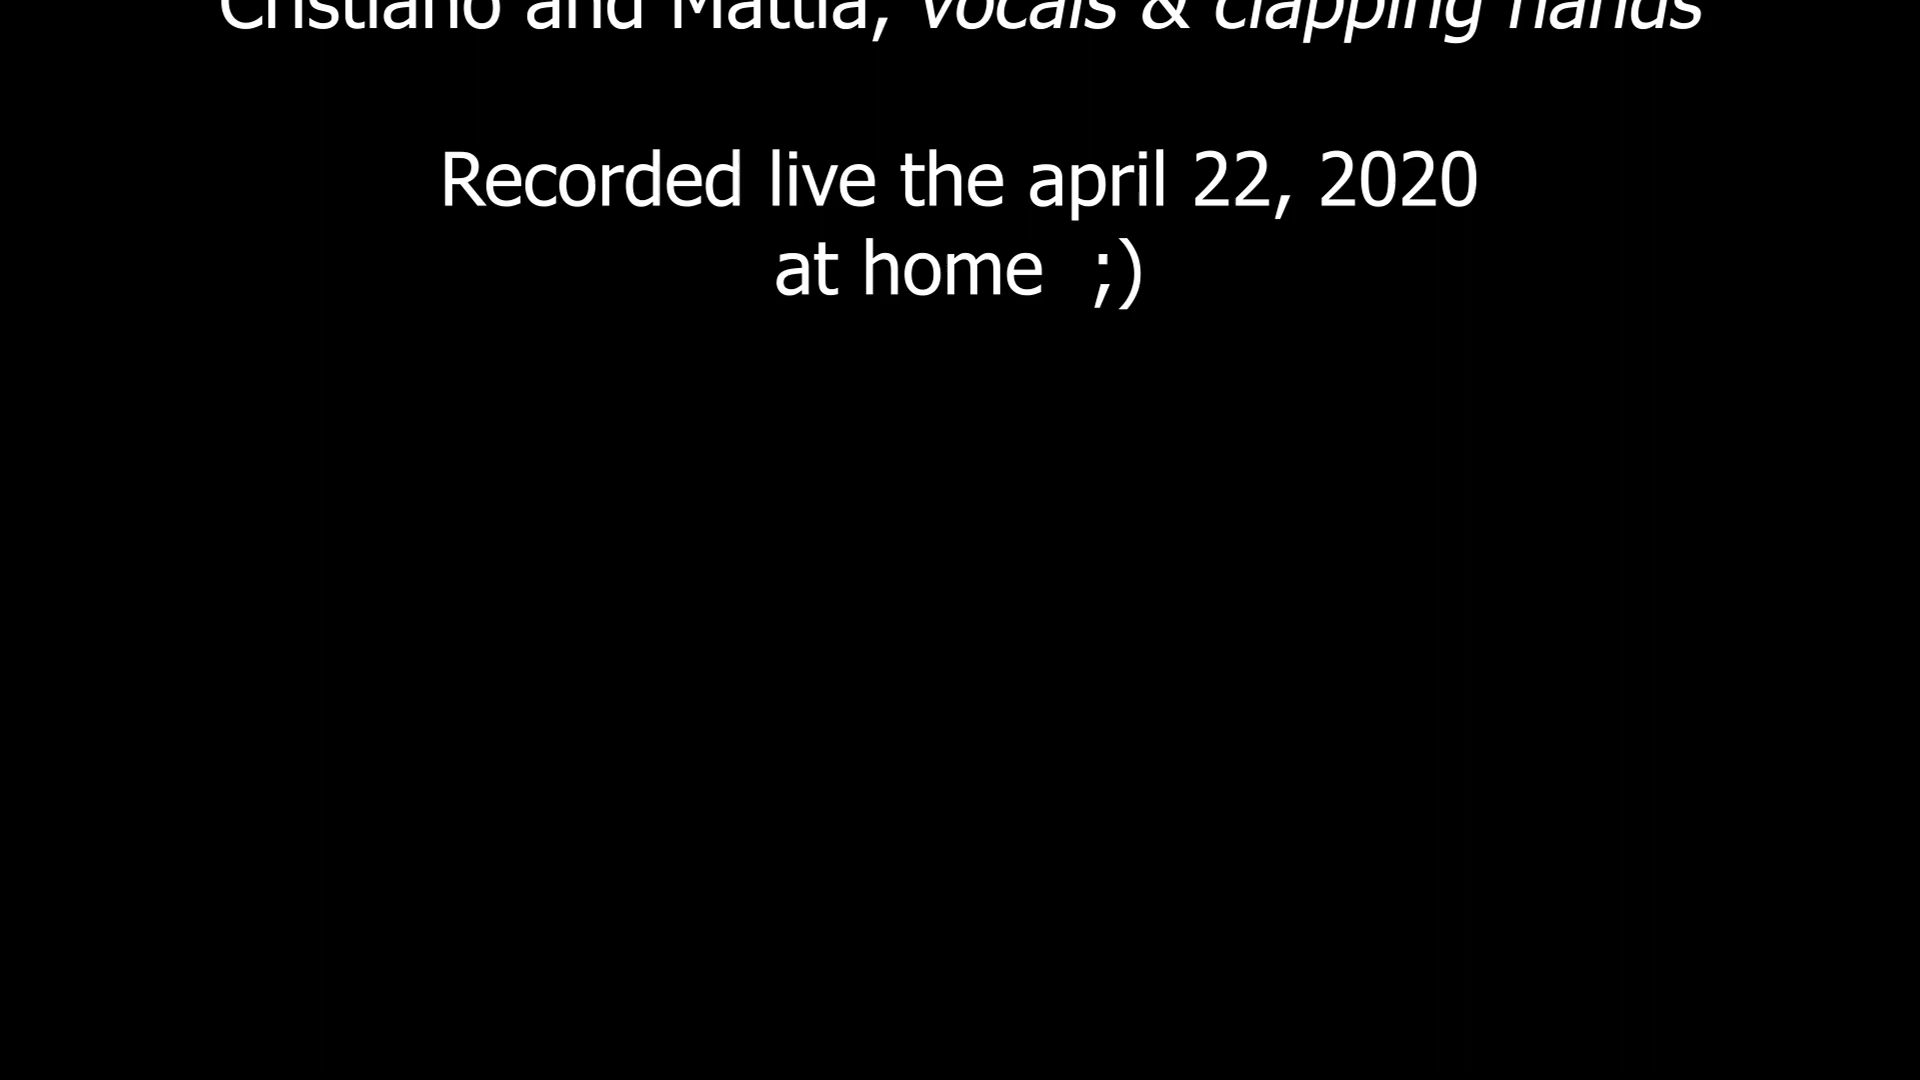 Cristiano and Mattia, vocals & clapping hands
Recorded live the april 22, 2020
at home  ;)